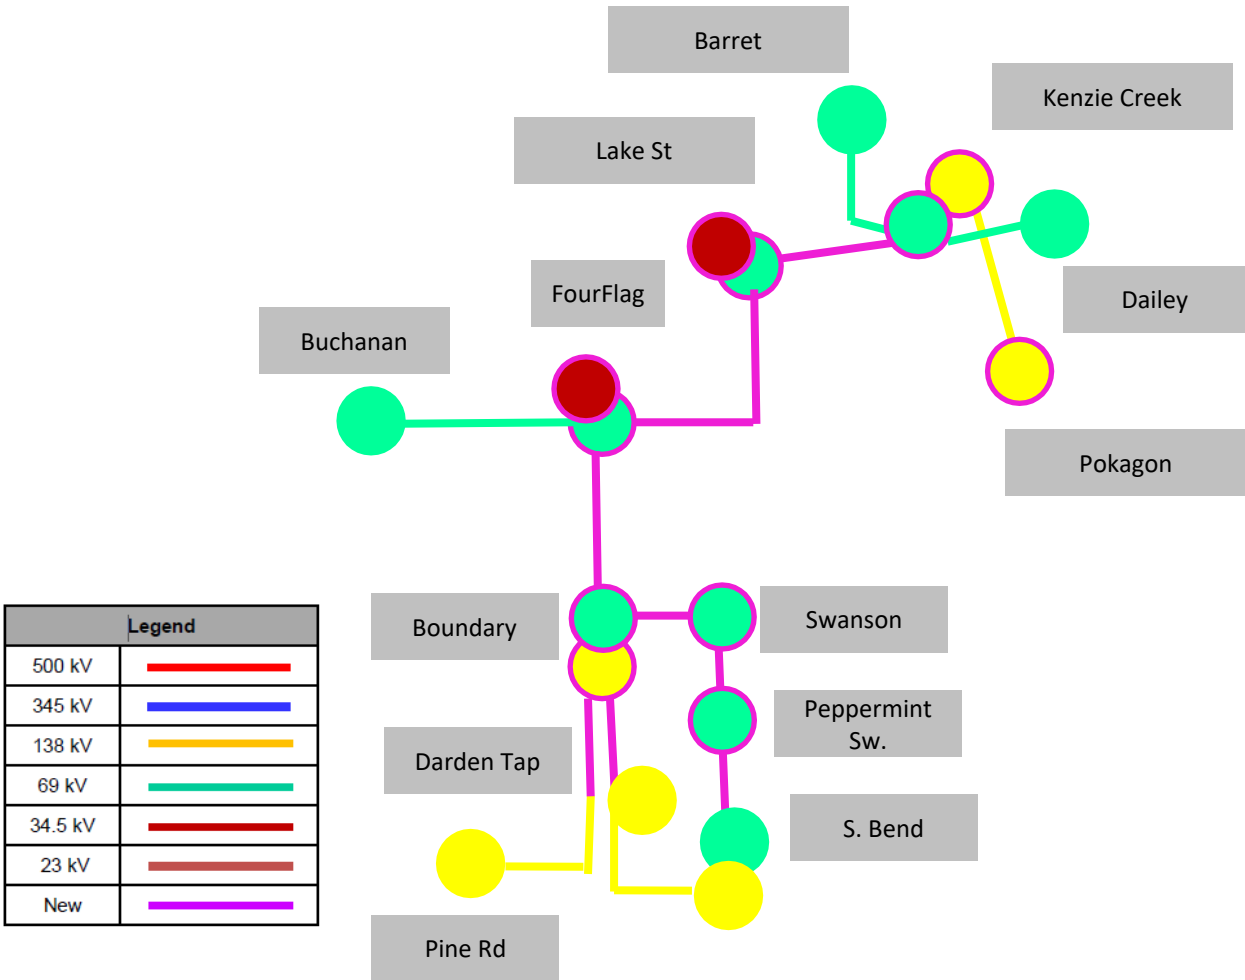 Barret
Kenzie Creek
Lake St
FourFlag
Dailey
Buchanan
Pokagon
Boundary
Swanson
Peppermint
Sw.
Darden Tap
S. Bend
Pine Rd
Legend
500 kV
345 kV
138 kV
69 kV
34.5 kV
23 kV
New